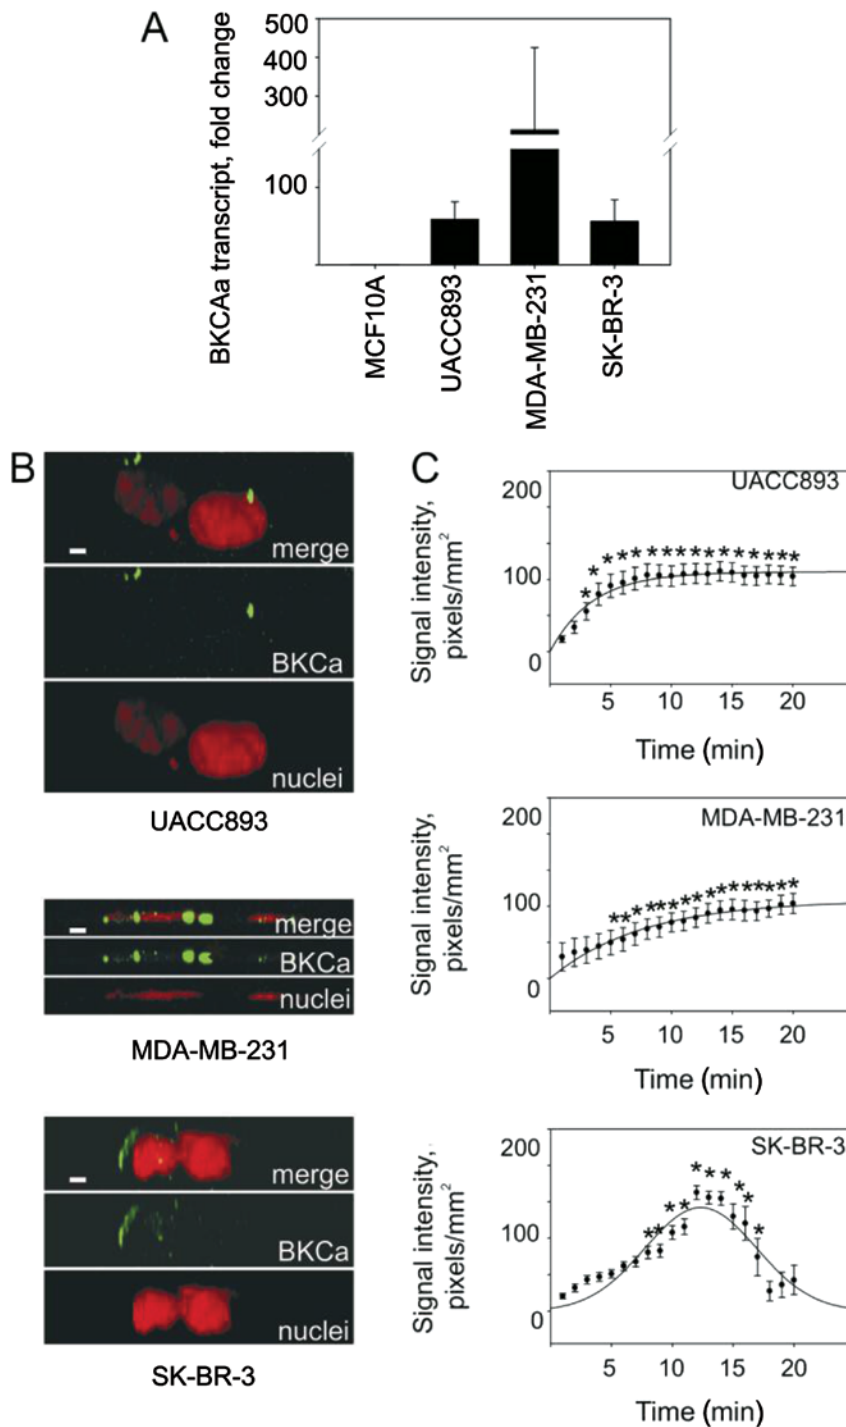 A
BKCAa transcript, fold change
500
400
300
100
MCF10A
UACC893
MDA-MB-231
SK-BR-3
B
merge
BKCa
nuclei
UACC893
merge
BKCa
nuclei
MDA-MB-231
merge
BKCa
nuclei
SK-BR-3
C
UACC893
Signal intensity,
pixels/mm²
200
100
0
* * * * * * * * * * * * * * * * * *
5 10 15 20
Time (min)
MDA-MB-231
Signal intensity,
pixels/mm²
200
100
0
* * * * * * * * * * * * * * *
5 10 15 20
Time (min)
SK-BR-3
Signal intensity,
pixels/mm²
200
100
0
* * * * * * * * * *
5 10 15 20
Time (min)